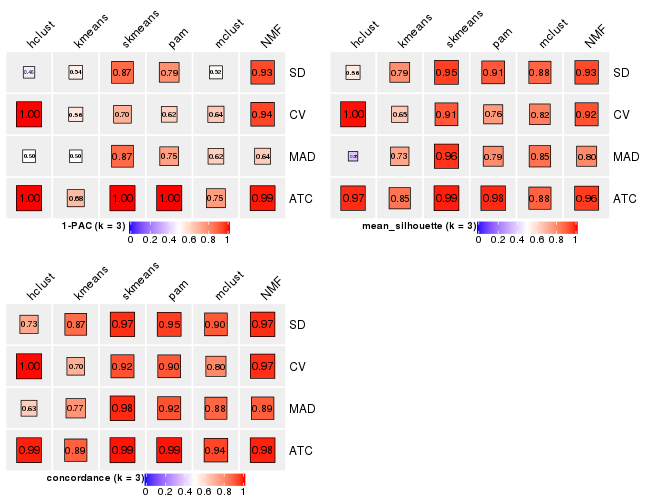 hclust kmeans skmeans pam mclust NMF
0.54 0.87 0.79 0.52 0.93 SD
1.00 0.56 0.70 0.62 0.64 0.94 CV
0.50 0.50 0.87 0.75 0.62 0.64 MAD
1.00 0.68 1.00 1.00 0.75 0.99 ATC
1-PAC (k = 3)
0 0.2 0.4 0.6 0.8 1
hclust kmeans skmeans pam mclust NMF
0.56 0.79 0.95 0.91 0.88 0.93 SD
1.00 0.65 0.91 0.76 0.82 0.92 CV
0.73 0.96 0.79 0.85 0.80 MAD
0.97 0.85 0.99 0.98 0.88 0.96 ATC
mean_silhouette (k = 3)
0 0.2 0.4 0.6 0.8 1
hclust kmeans skmeans pam mclust NMF
0.73 0.87 0.97 0.95 0.90 0.97 SD
1.00 0.70 0.92 0.90 0.80 0.97 CV
0.63 0.77 0.98 0.92 0.88 0.89 MAD
0.99 0.89 0.99 0.99 0.94 0.98 ATC
concordance (k = 3)
0 0.2 0.4 0.6 0.8 1